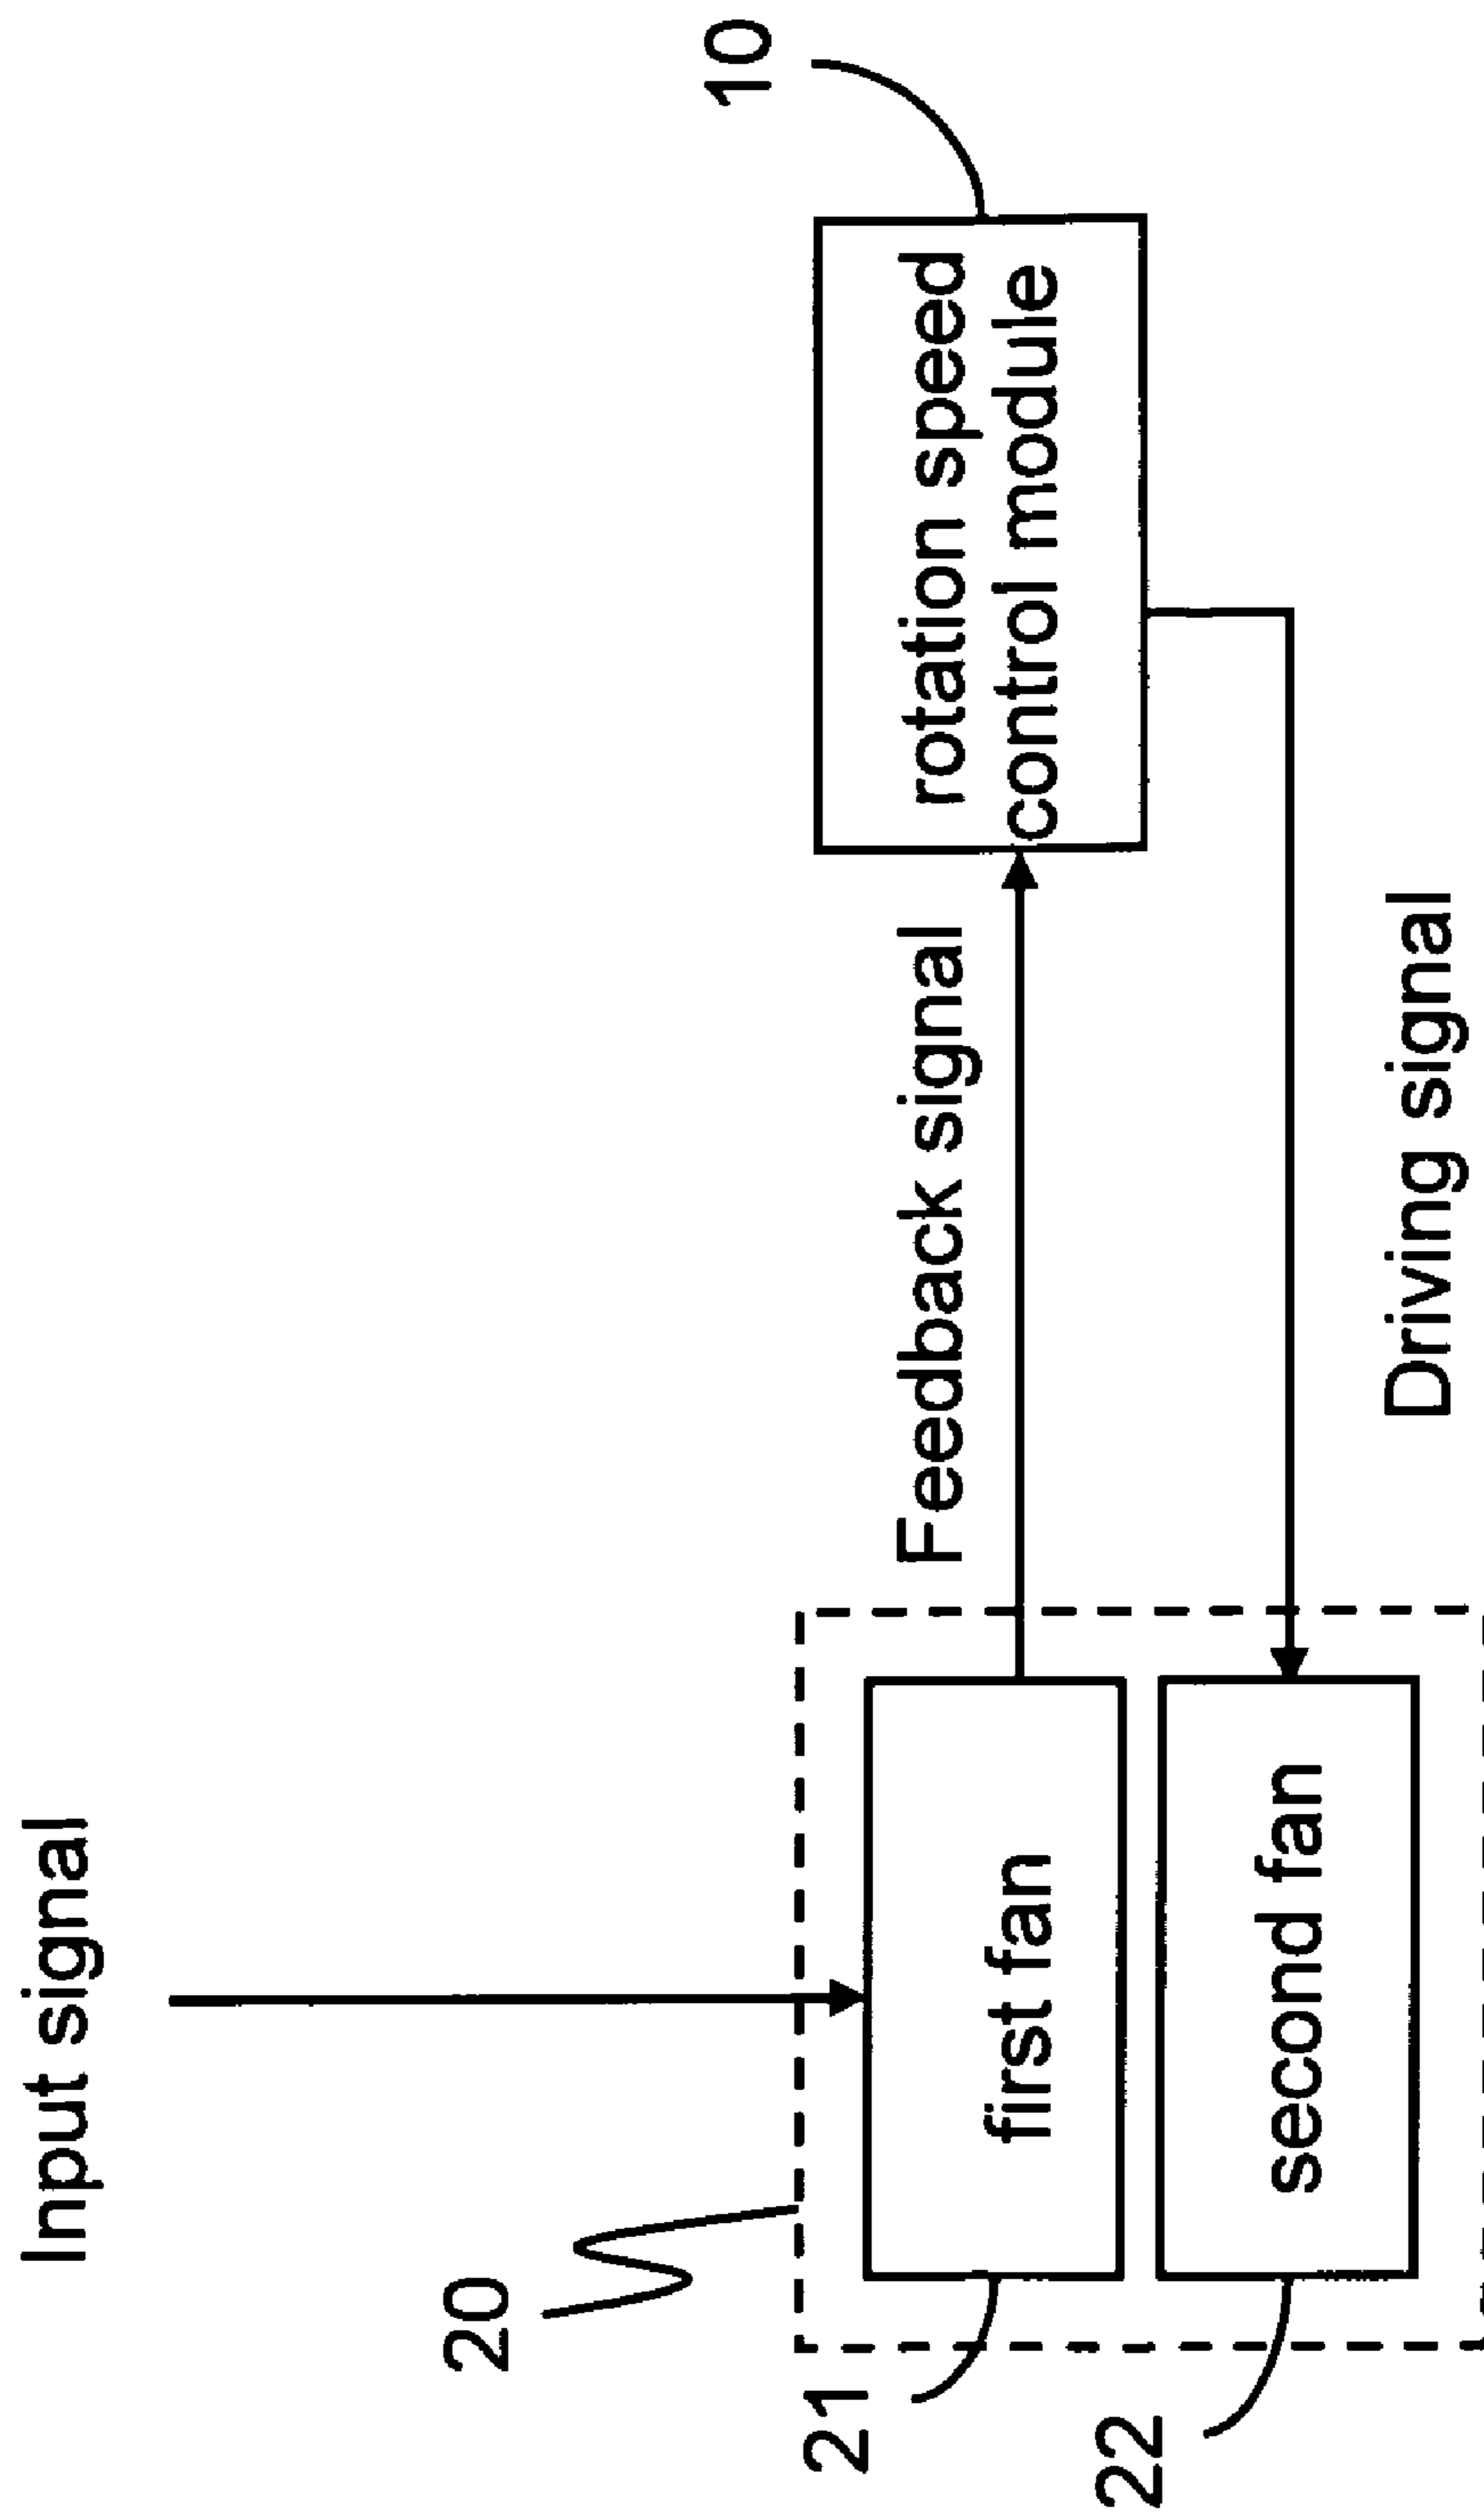 Input signal
20
21
22
first fan
second fan
Feedback signal
Driving signal
rotation speed
control module
10